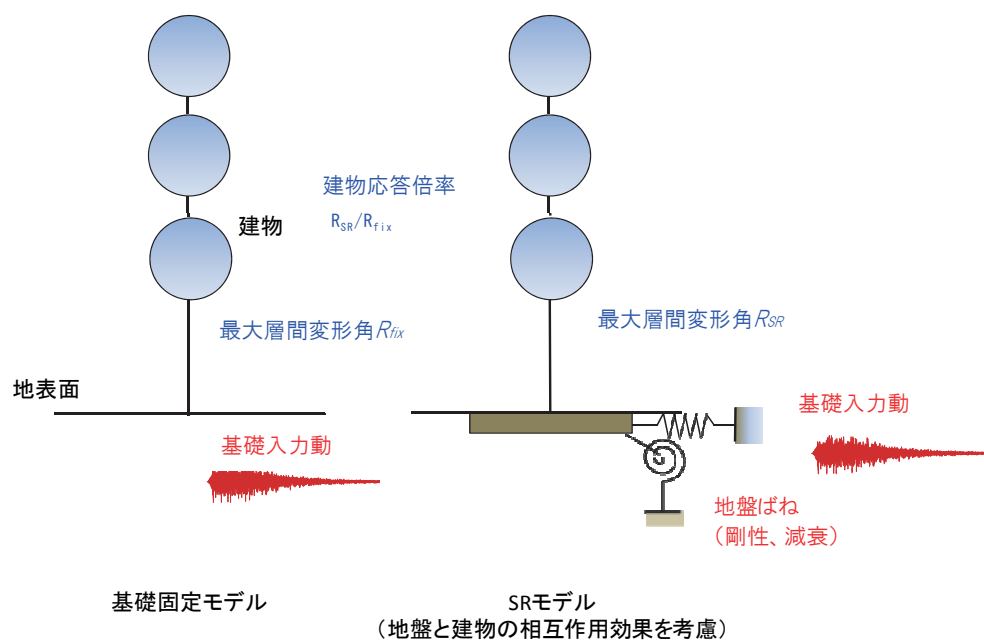 建物応答倍率
R_SR/R_fix
建物
最大層間変形角R_fix
最大層間変形角R_SR
地表面
基礎入力動
基礎入力動
地盤ばね
（剛性、減衰）
基礎固定モデル
SRモデル
（地盤と建物の相互作用効果を考慮）